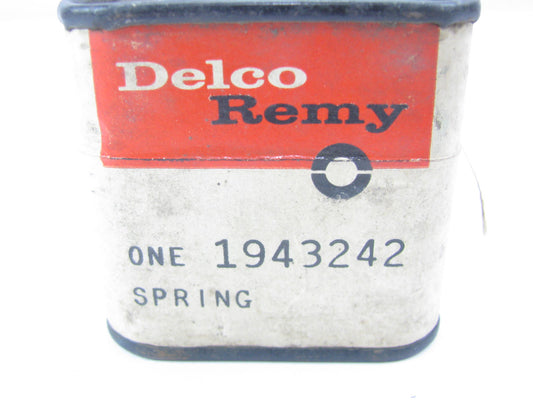 Delco
Remy
ONE 1943242
SPRING